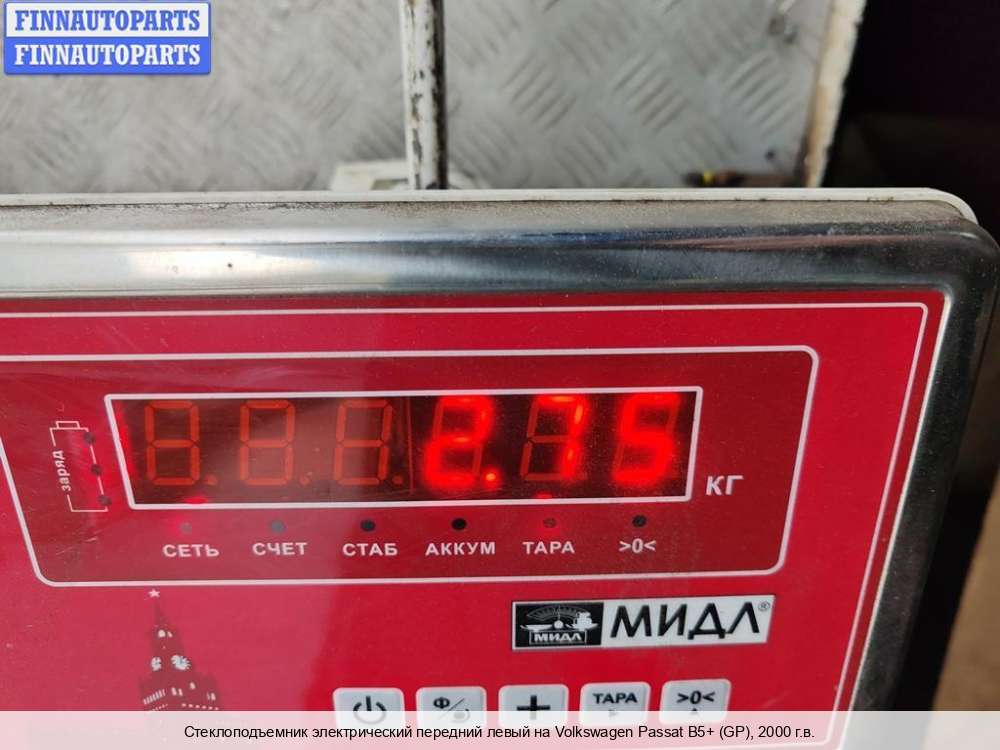 FINNAUTOPARTS
FINNAUTOPARTS
заряд
2.75 КГ
СЕТЬ СЧЕТ СТАБ АККУМ ТАРА >0<
МИДЛ МИДЛ®
Ф/ + ТАРА >0<
Стеклоподъемник электрический передний левый на Volkswagen Passat B5+ (GP), 2000 г.в.